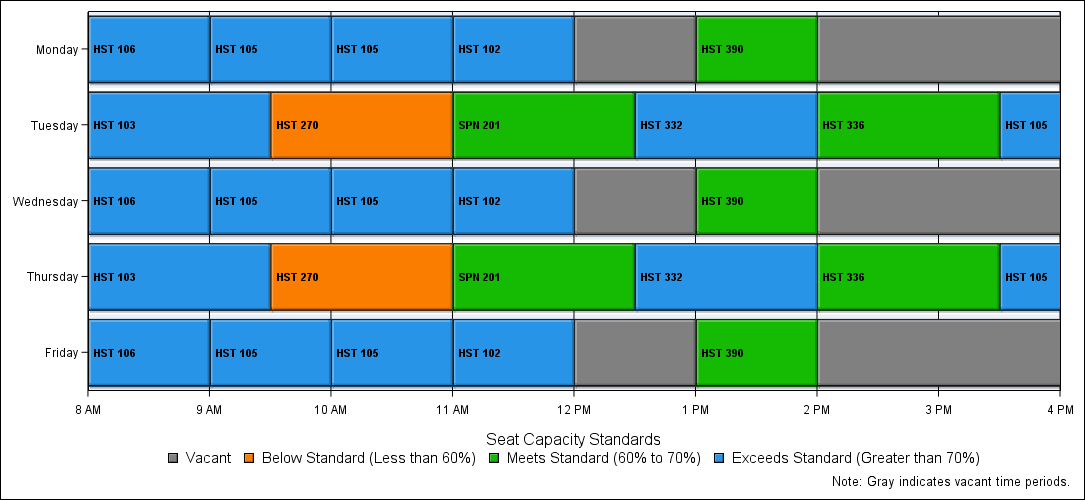 Monday HST 106 HST 105 HST 105 HST 102 HST 390
Tuesday HST 103 HST 270 SPN 201 HST 332 HST 336 HST 105
Wednesday HST 106 HST 105 HST 105 HST 102 HST 390
Thursday HST 103 HST 270 SPN 201 HST 332 HST 336 HST 105
Friday HST 106 HST 105 HST 105 HST 102 HST 390
8 AM 9 AM 10 AM 11 AM 12 PM 1 PM 2 PM 3 PM 4 PM
Seat Capacity Standards
Vacant Below Standard (Less than 60%) Meets Standard (60% to 70%) Exceeds Standard (Greater than 70%)
Note: Gray indicates vacant time periods.